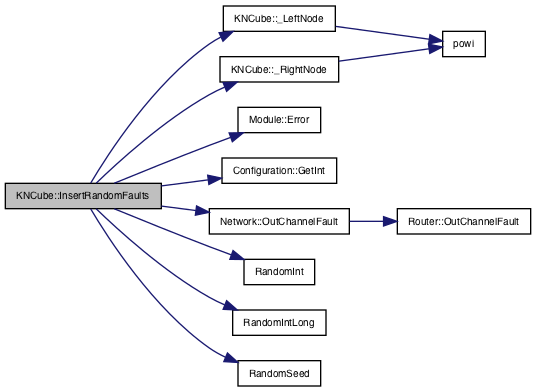 KNCube::_LeftNode
powi
KNCube::_RightNode
Module::Error
Configuration::GetInt
KNCube::InsertRandomFaults
Network::OutChannelFault
Router::OutChannelFault
RandomInt
RandomIntLong
RandomSeed